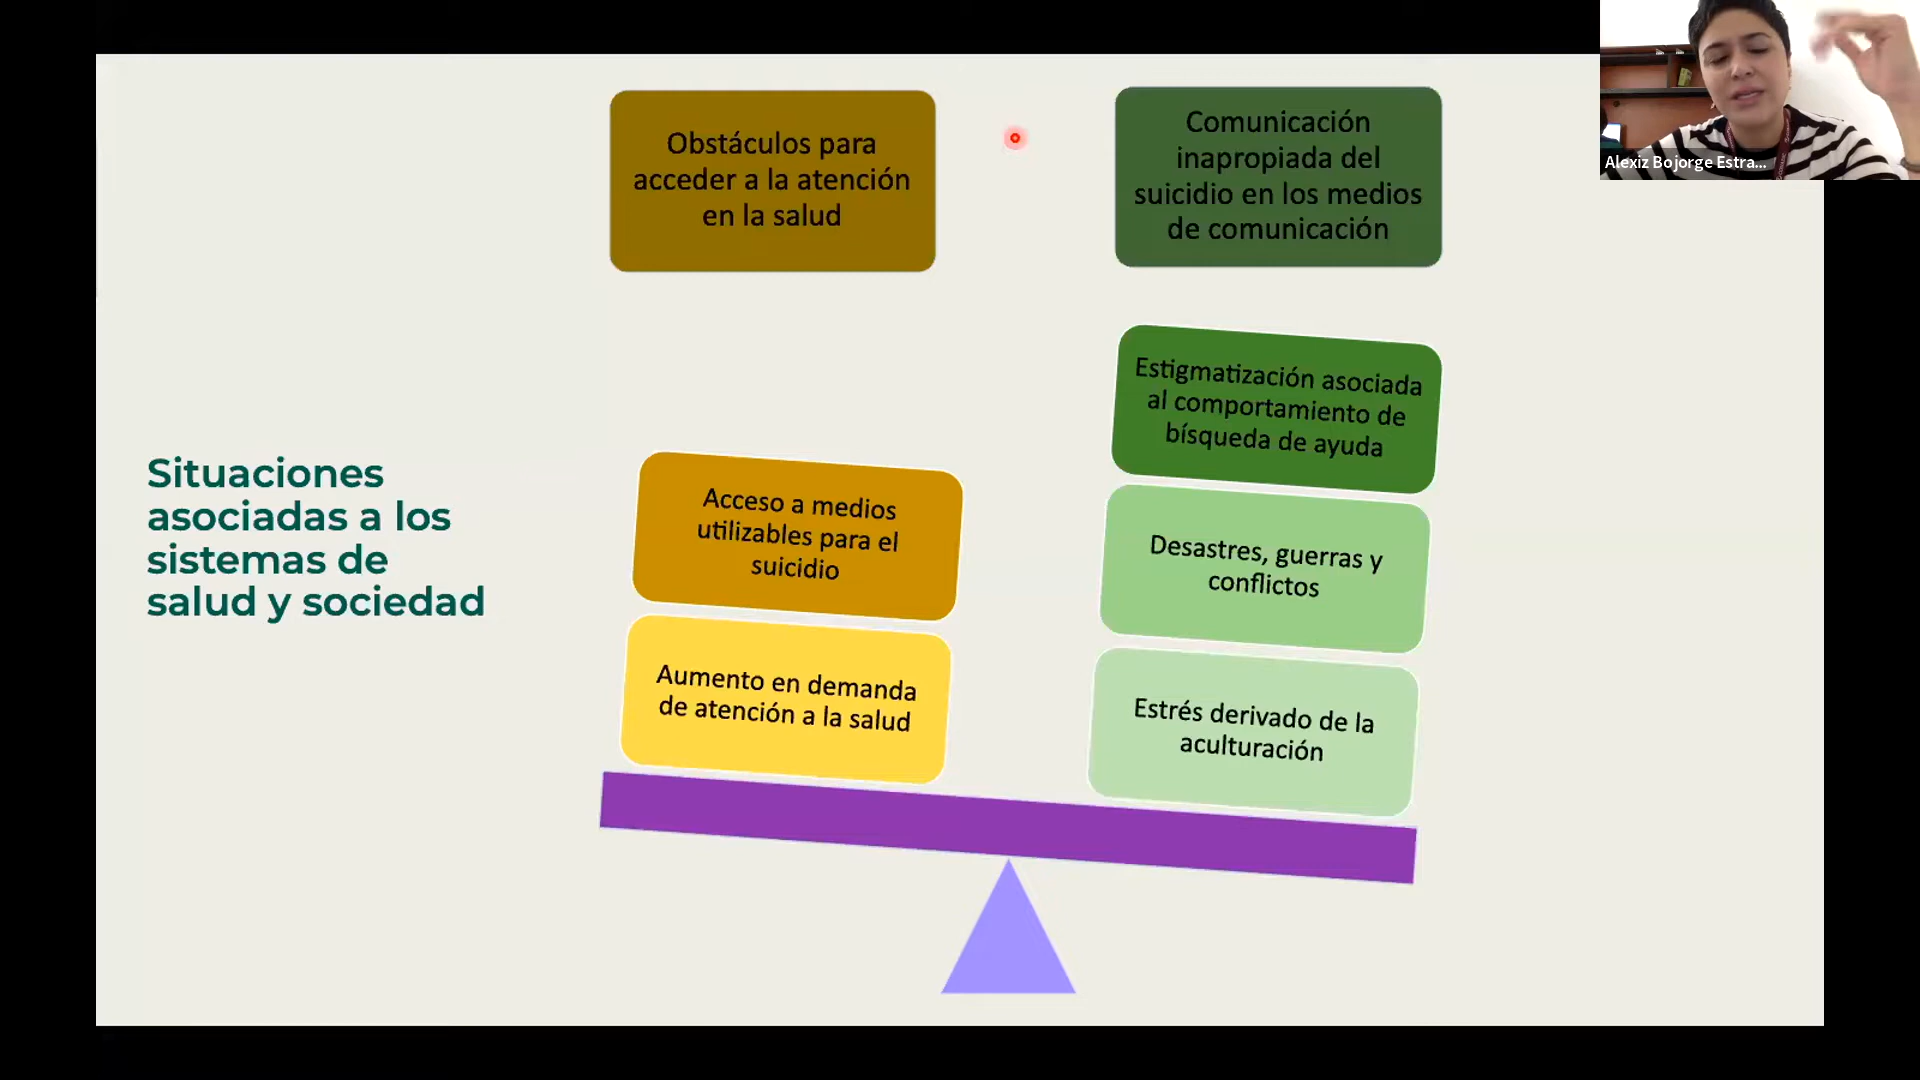 Situaciones
asociadas a los
sistemas de
salud y sociedad
Obstáculos para
acceder a la atención
en la salud
Acceso a medios
utilizables para el
suicidio
Aumento en demanda
de atención a la salud
Comunicación
inapropiada del
suicidio en los medios
de comunicación
Estigmatización asociada
al comportamiento de
bísqueda de ayuda
Desastres, guerras y
conflictos
Estrés derivado de la
aculturación
Alexiz Bojorge Estra...